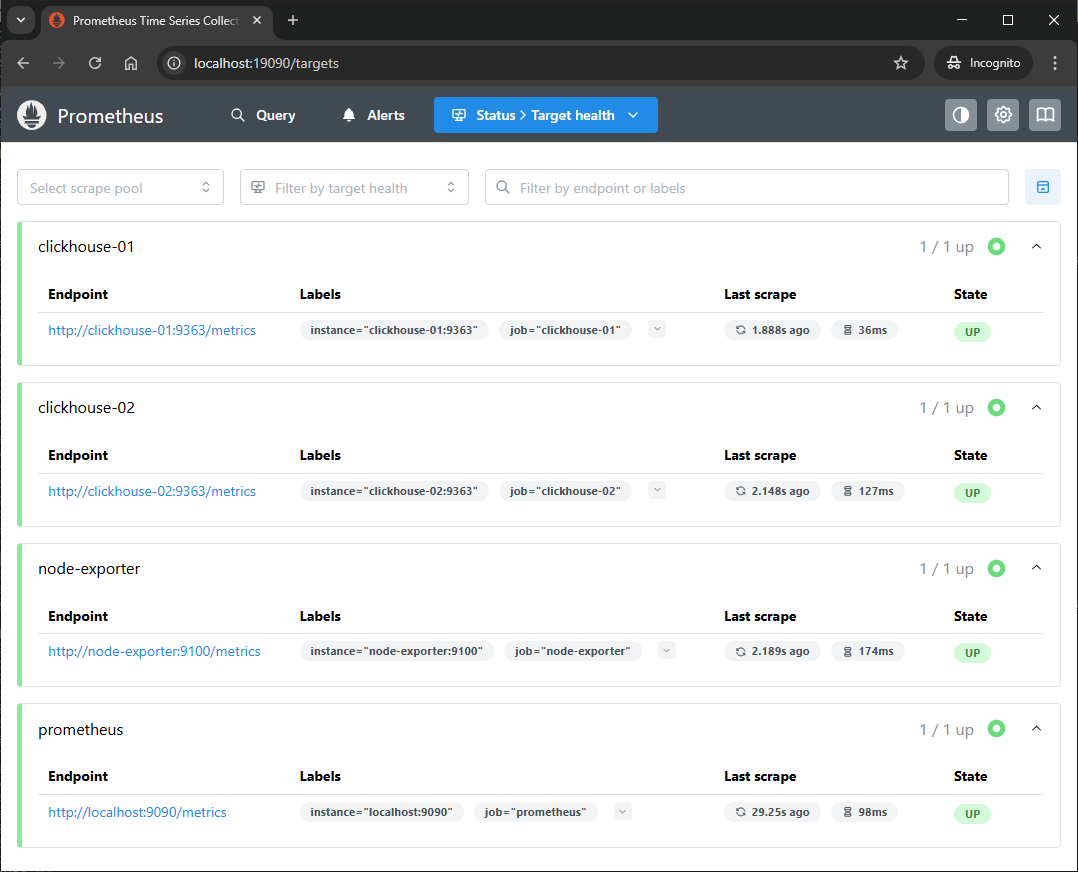 Prometheus Time Series Collect
localhost:19090/targets
Incognito
Prometheus
Query
Alerts
Status > Target health
Select scrape pool
Filter by target health
Filter by endpoint or labels
clickhouse-01
1 / 1 up
Endpoint Labels Last scrape State
http://clickhouse-01:9363/metrics instance="clickhouse-01:9363" job="clickhouse-01" 1.888s ago 36ms UP
clickhouse-02
1 / 1 up
Endpoint Labels Last scrape State
http://clickhouse-02:9363/metrics instance="clickhouse-02:9363" job="clickhouse-02" 2.148s ago 127ms UP
node-exporter
1 / 1 up
Endpoint Labels Last scrape State
http://node-exporter:9100/metrics instance="node-exporter:9100" job="node-exporter" 2.189s ago 174ms UP
prometheus
1 / 1 up
Endpoint Labels Last scrape State
http://localhost:9090/metrics instance="localhost:9090" job="prometheus" 29.25s ago 98ms UP